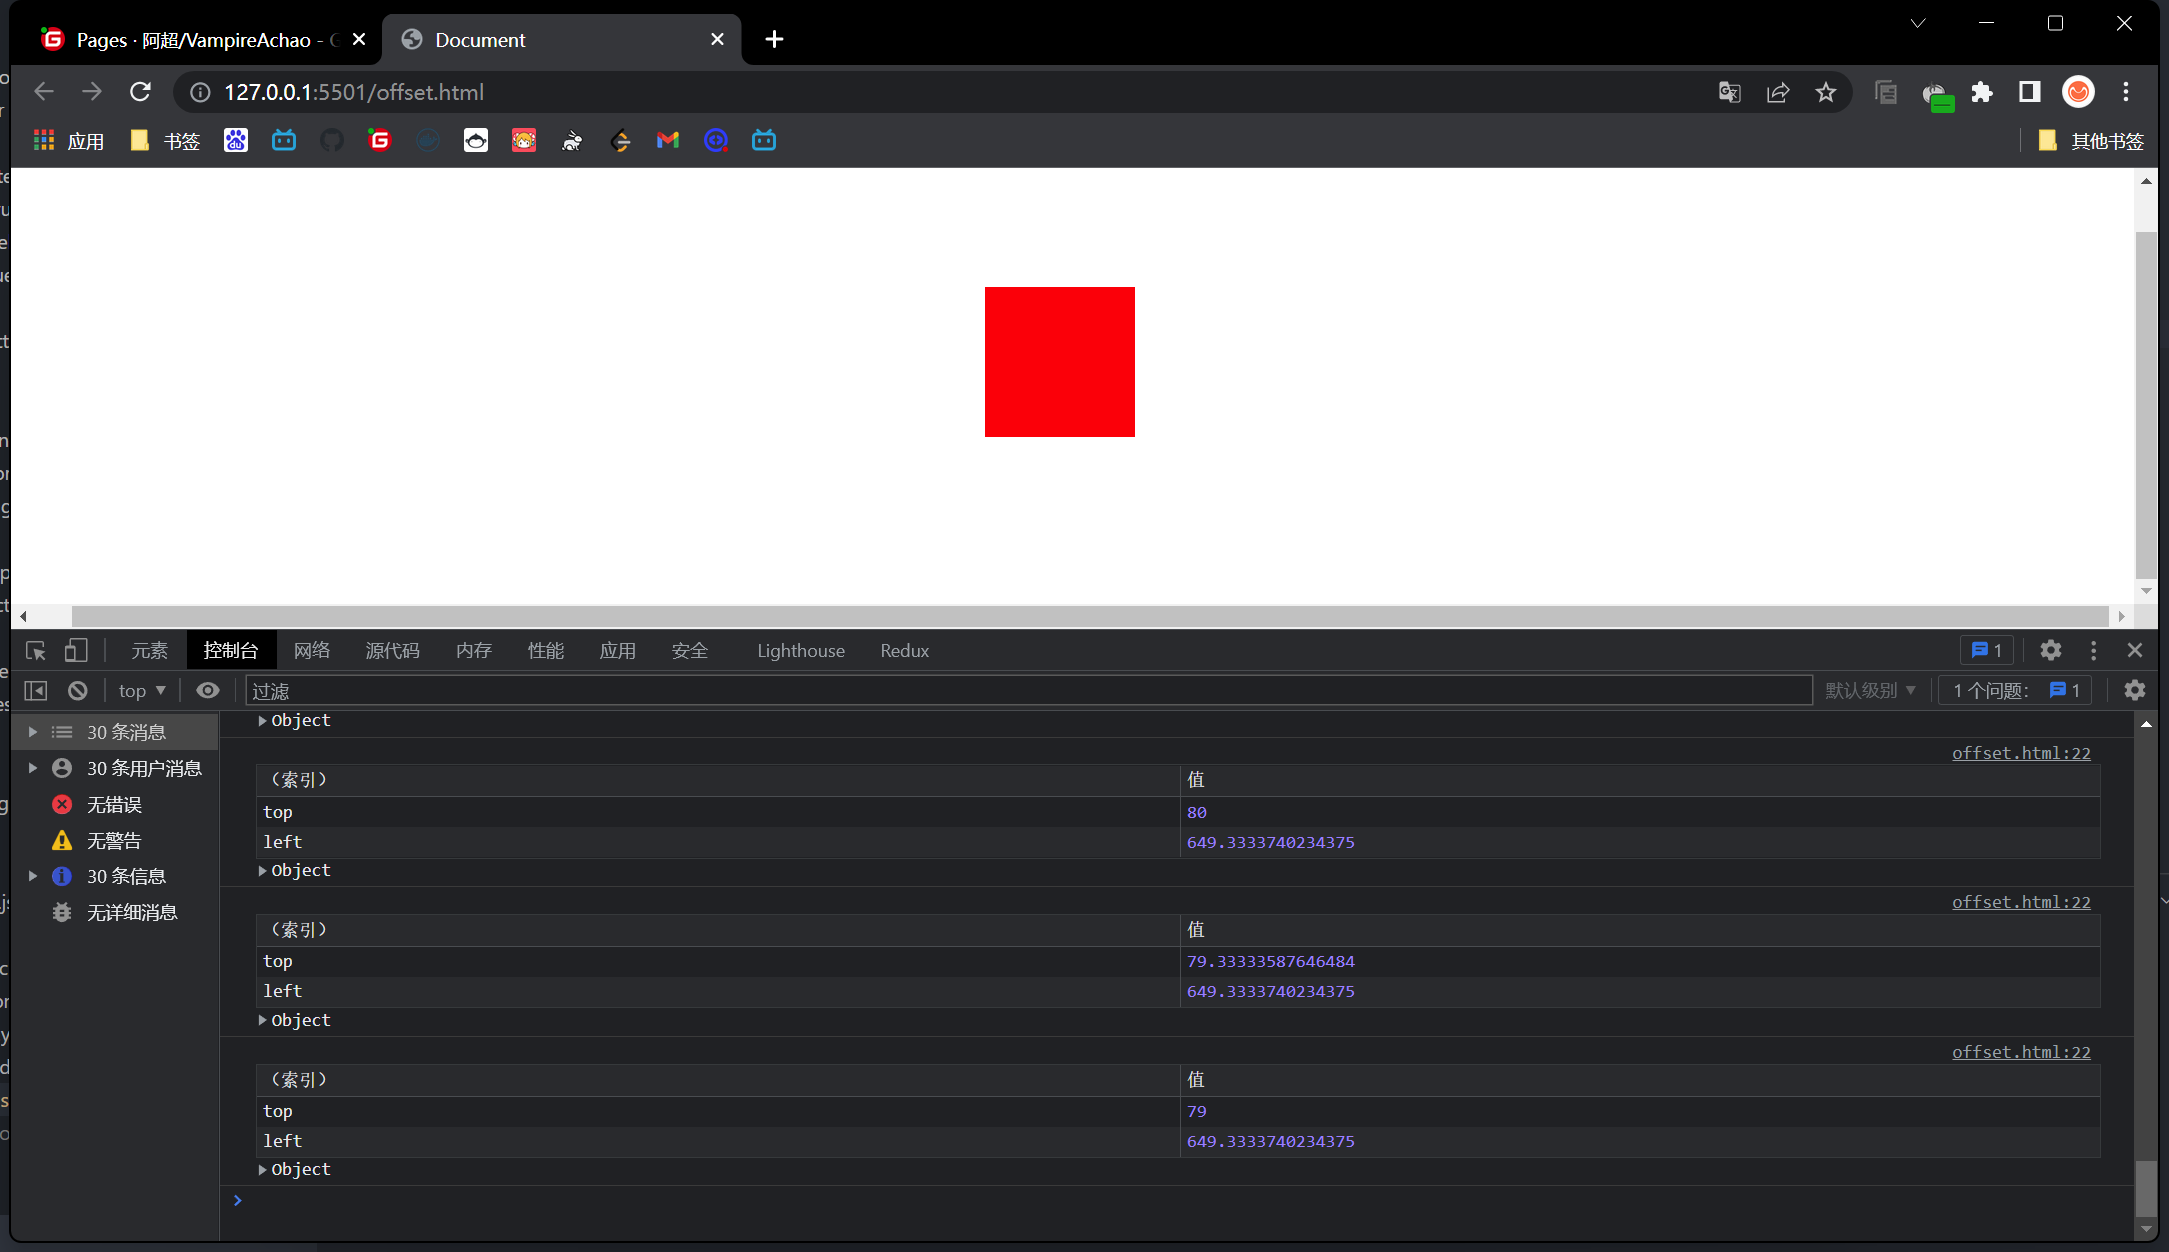 Pages · 阿超/VampireAchao -
Document
127.0.0.1:5501/offset.html
应用
书签
其他书签
元素
控制台
网络
源代码
内存
性能
应用
安全
Lighthouse
Redux
1
top
过滤
默认级别
1 个问题:
1
30 条消息
30 条用户消息
无错误
无警告
30 条信息
无详细消息
Object
offset.html:22
(索引) 值
top 80
left 649.3333740234375
Object
offset.html:22
(索引) 值
top 79.33333587646484
left 649.3333740234375
Object
offset.html:22
(索引) 值
top 79
left 649.3333740234375
Object